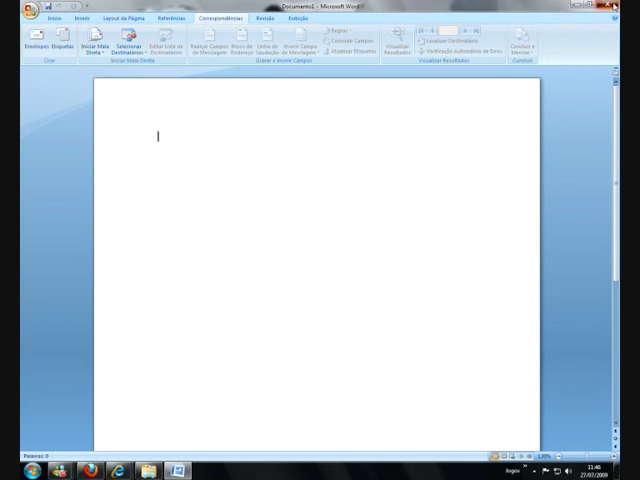 Documento1 - Microsoft Word
Início Inserir Layout da Página Referências Correspondências Revisão Exibição
Envelopes Etiquetas Iniciar Mala Direta Selecionar Destinatários Editar Lista de Destinatários Realçar Campos de Mesclagem Bloco de Endereço Linha de Saudação Inserir Campo de Mesclagem Regras Visualizar Resultados Localizar Destinatário Concluir e Mesclar
Coincidir Campos Verificação Automática de Erros
Atualizar Etiquetas
Criar Iniciar Mala Direta Gravar e Inserir Campos Visualizar Resultados Concluir
Palavras: 0 120%
Jogos 11:46
27/07/2009